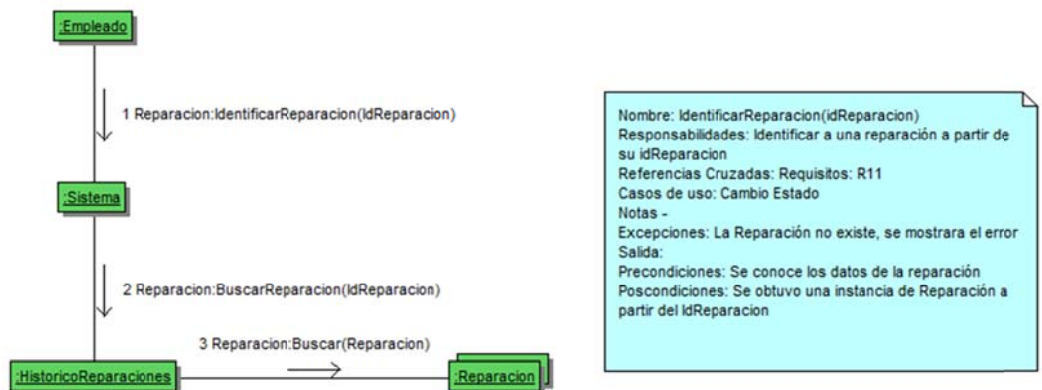 :Empleado
1 Reparacion:IdentificarReparacion(IdReparacion)
:Sistema
2 Reparacion:BuscarReparacion(IdReparacion)
3 Reparacion:Buscar(Reparacion)
:HistoricoReparaciones
:Reparacion
Nombre: IdentificarReparacion(idReparacion)
Responsabilidades: Identificar a una reparación a partir de
su idReparacion
Referencias Cruzadas: Requisitos: R11
Casos de uso: Cambio Estado
Notas -
Excepciones: La Reparación no existe, se mostrara el error
Salida:
Precondiciones: Se conoce los datos de la reparación
Poscondiciones: Se obtuvo una instancia de Reparación a
partir del IdReparacion